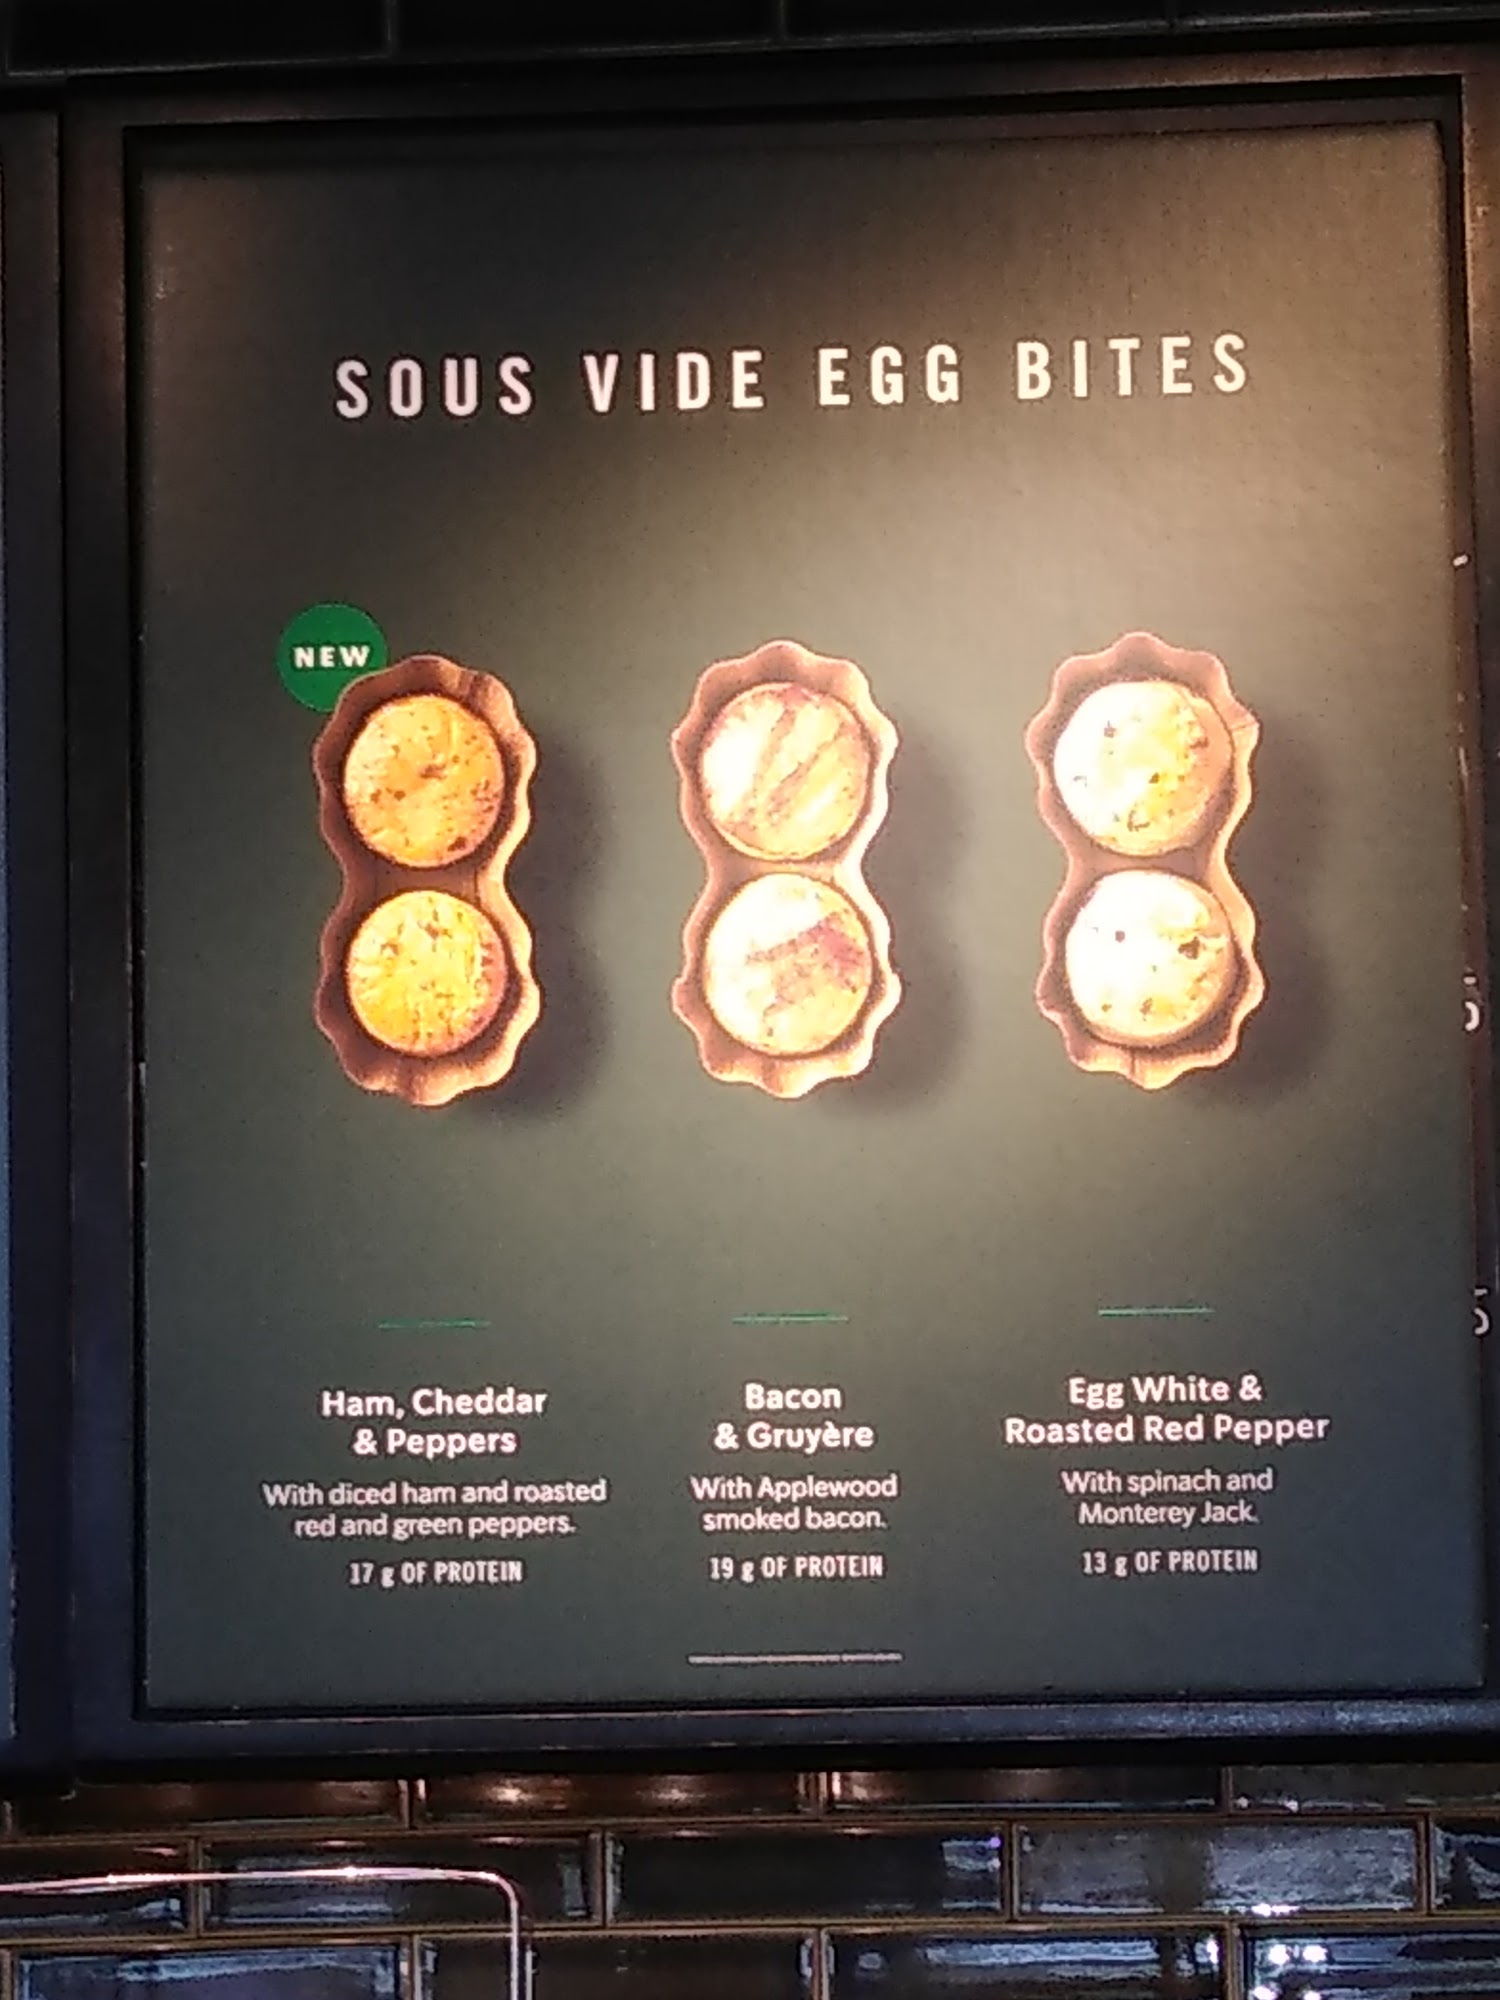 SOUS VIDE EGG BITES
NEW
Ham, Cheddar
& Peppers
With diced ham and roasted
red and green peppers.
17 g OF PROTEIN
Bacon
& Gruyère
With Applewood
smoked bacon.
19 g OF PROTEIN
Egg White &
Roasted Red Pepper
With spinach and
Monterey Jack.
13 g OF PROTEIN